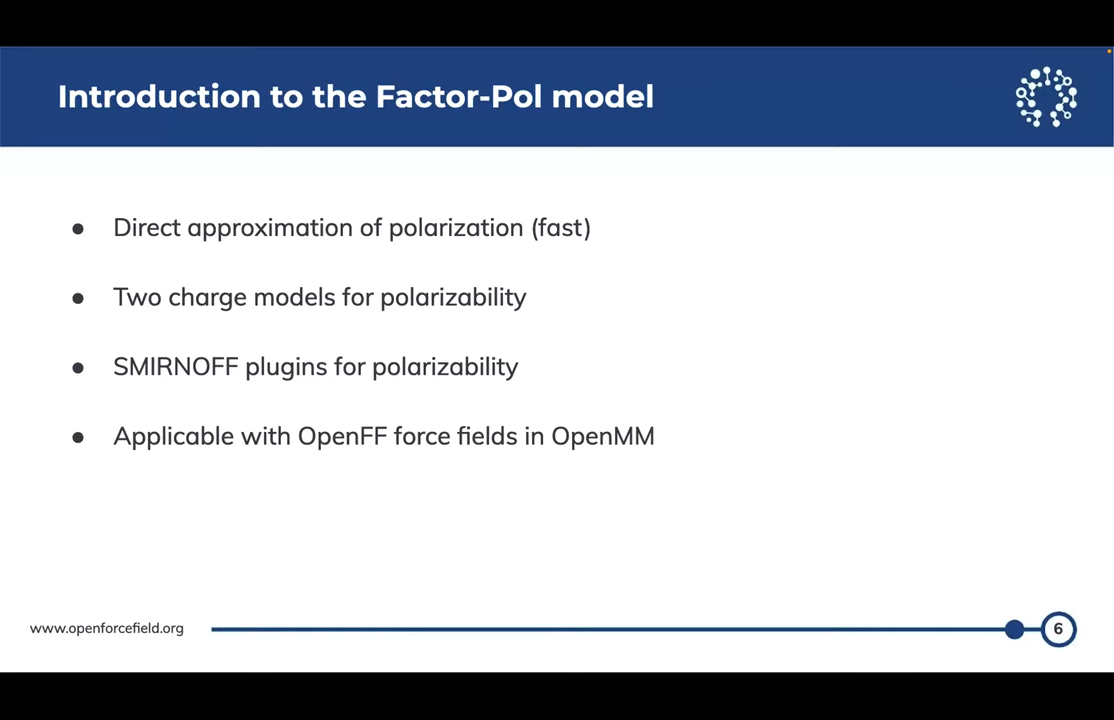 Introduction to the Factor-Pol model
● Direct approximation of polarization (fast)
● Two charge models for polarizability
● SMIRNOFF plugins for polarizability
● Applicable with OpenFF force fields in OpenMM
www.openforcefield.org
6